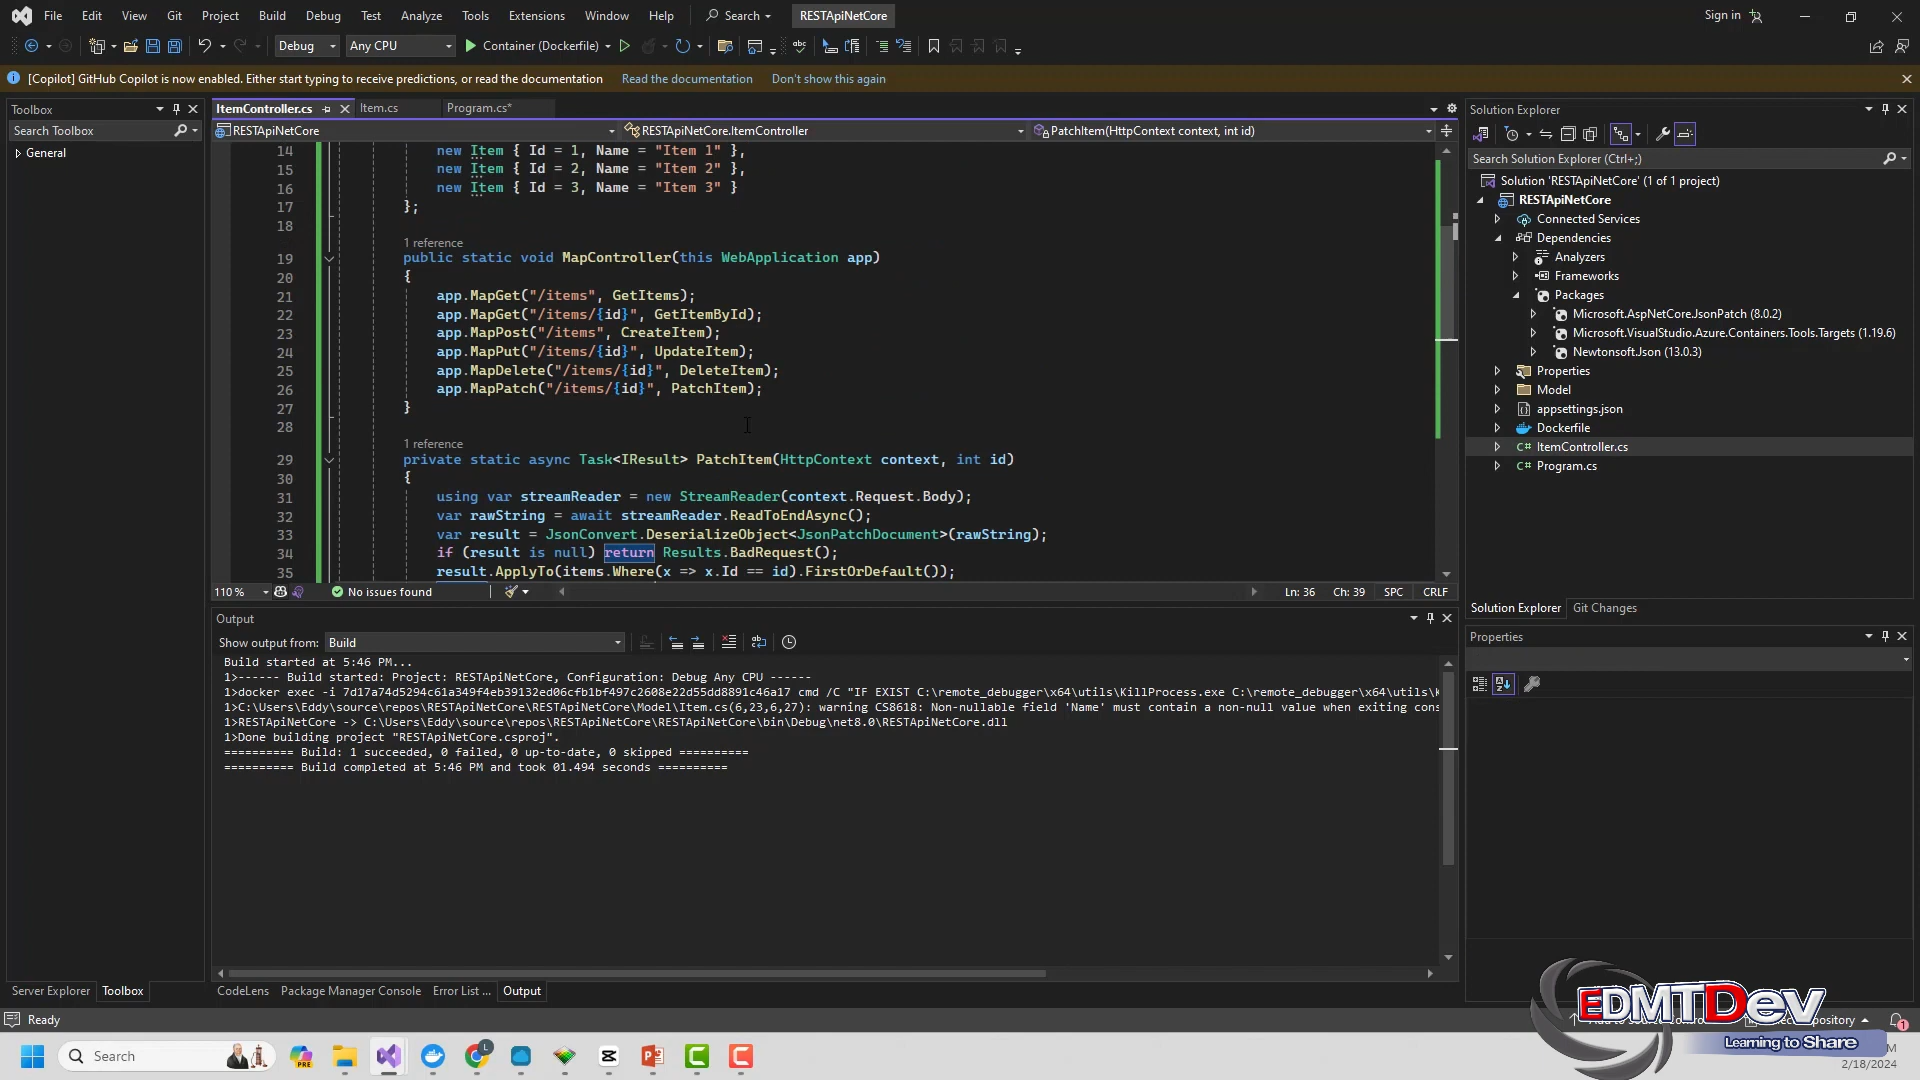 File Edit View Git Project Build Debug Test Analyze Tools Extensions Window Help Search RESTApiNetCore Sign in
Debug Any CPU Container (Dockerfile)
[Copilot] GitHub Copilot is now enabled. Either start typing to receive predictions, or read the documentation Read the documentation Don't show this again
Toolbox
Search Toolbox
General
ItemController.cs Item.cs Program.cs*
RESTApiNetCore RESTApiNetCore.ItemController PatchItem(HttpContext context, int id)
14 new Item { Id = 1, Name = "Item 1" },
15 new Item { Id = 2, Name = "Item 2" },
16 new Item { Id = 3, Name = "Item 3" }
17 };
18
1 reference
19 public static void MapController(this WebApplication app)
20 {
21 app.MapGet("/items", GetItems);
22 app.MapGet("/items/{id}", GetItemById);
23 app.MapPost("/items", CreateItem);
24 app.MapPut("/items/{id}", UpdateItem);
25 app.MapDelete("/items/{id}", DeleteItem);
26 app.MapPatch("/items/{id}", PatchItem);
27 }
28
1 reference
29 private static async Task<IResult> PatchItem(HttpContext context, int id)
30 {
31 using var streamReader = new StreamReader(context.Request.Body);
32 var rawString = await streamReader.ReadToEndAsync();
33 var result = JsonConvert.DeserializeObject<JsonPatchDocument>(rawString);
34 if (result is null) return Results.BadRequest();
35 result.ApplyTo(items.Where(x => x.Id == id).FirstOrDefault());
110 % No issues found Ln: 36 Ch: 39 SPC CRLF
Output
Show output from: Build
Build started at 5:46 PM...
1>------ Build started: Project: RESTApiNetCore, Configuration: Debug Any CPU ------
1>docker exec -i 7d17a74d5294c61a349f4eb39132ed06cfb1bf497c2608e22d55dd8891c46a17 cmd /C "IF EXIST C:\remote_debugger\x64\utils\KillProcess.exe C:\remote_debugger\x64\utils\K
1>C:\Users\Eddy\source\repos\RESTApiNetCore\RESTApiNetCore\Model\Item.cs(6,23,6,27): warning CS8618: Non-nullable field 'Name' must contain a non-null value when exiting cons
1>RESTApiNetCore -> C:\Users\Eddy\source\repos\RESTApiNetCore\RESTApiNetCore\bin\Debug\net8.0\RESTApiNetCore.dll
1>Done building project "RESTApiNetCore.csproj".
========== Build: 1 succeeded, 0 failed, 0 up-to-date, 0 skipped ==========
========== Build completed at 5:46 PM and took 01.494 seconds ==========
CodeLens Package Manager Console Error List ... Output
Server Explorer Toolbox
Solution Explorer
Search Solution Explorer (Ctrl+;)
Solution 'RESTApiNetCore' (1 of 1 project)
RESTApiNetCore
Connected Services
Dependencies
Analyzers
Frameworks
Packages
Microsoft.AspNetCore.JsonPatch (8.0.2)
Microsoft.VisualStudio.Azure.Containers.Tools.Targets (1.19.6)
Newtonsoft.Json (13.0.3)
Properties
Model
appsettings.json
Dockerfile
C# ItemController.cs
C# Program.cs
Solution Explorer Git Changes
Properties
Ready
EDMTDev
Learning to Share
Search
2/18/2024